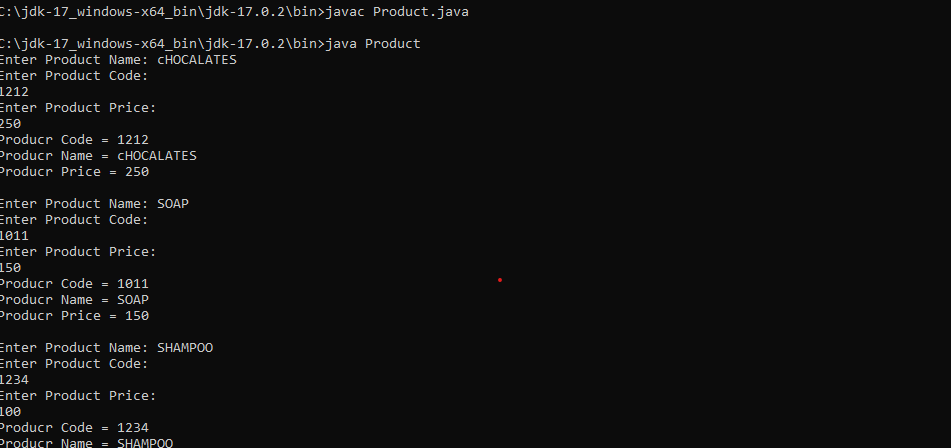 C:\jdk-17_windows-x64_bin\jdk-17.0.2\bin>javac Product.java
C:\jdk-17_windows-x64_bin\jdk-17.0.2\bin>java Product
Enter Product Name: cHOCALATES
Enter Product Code:
1212
Enter Product Price:
250
Producr Code = 1212
Producr Name = cHOCALATES
Producr Price = 250
Enter Product Name: SOAP
Enter Product Code:
1011
Enter Product Price:
150
Producr Code = 1011
Producr Name = SOAP
Producr Price = 150
Enter Product Name: SHAMPOO
Enter Product Code:
1234
Enter Product Price:
100
Producr Code = 1234
Producr Name = SHAMPOO